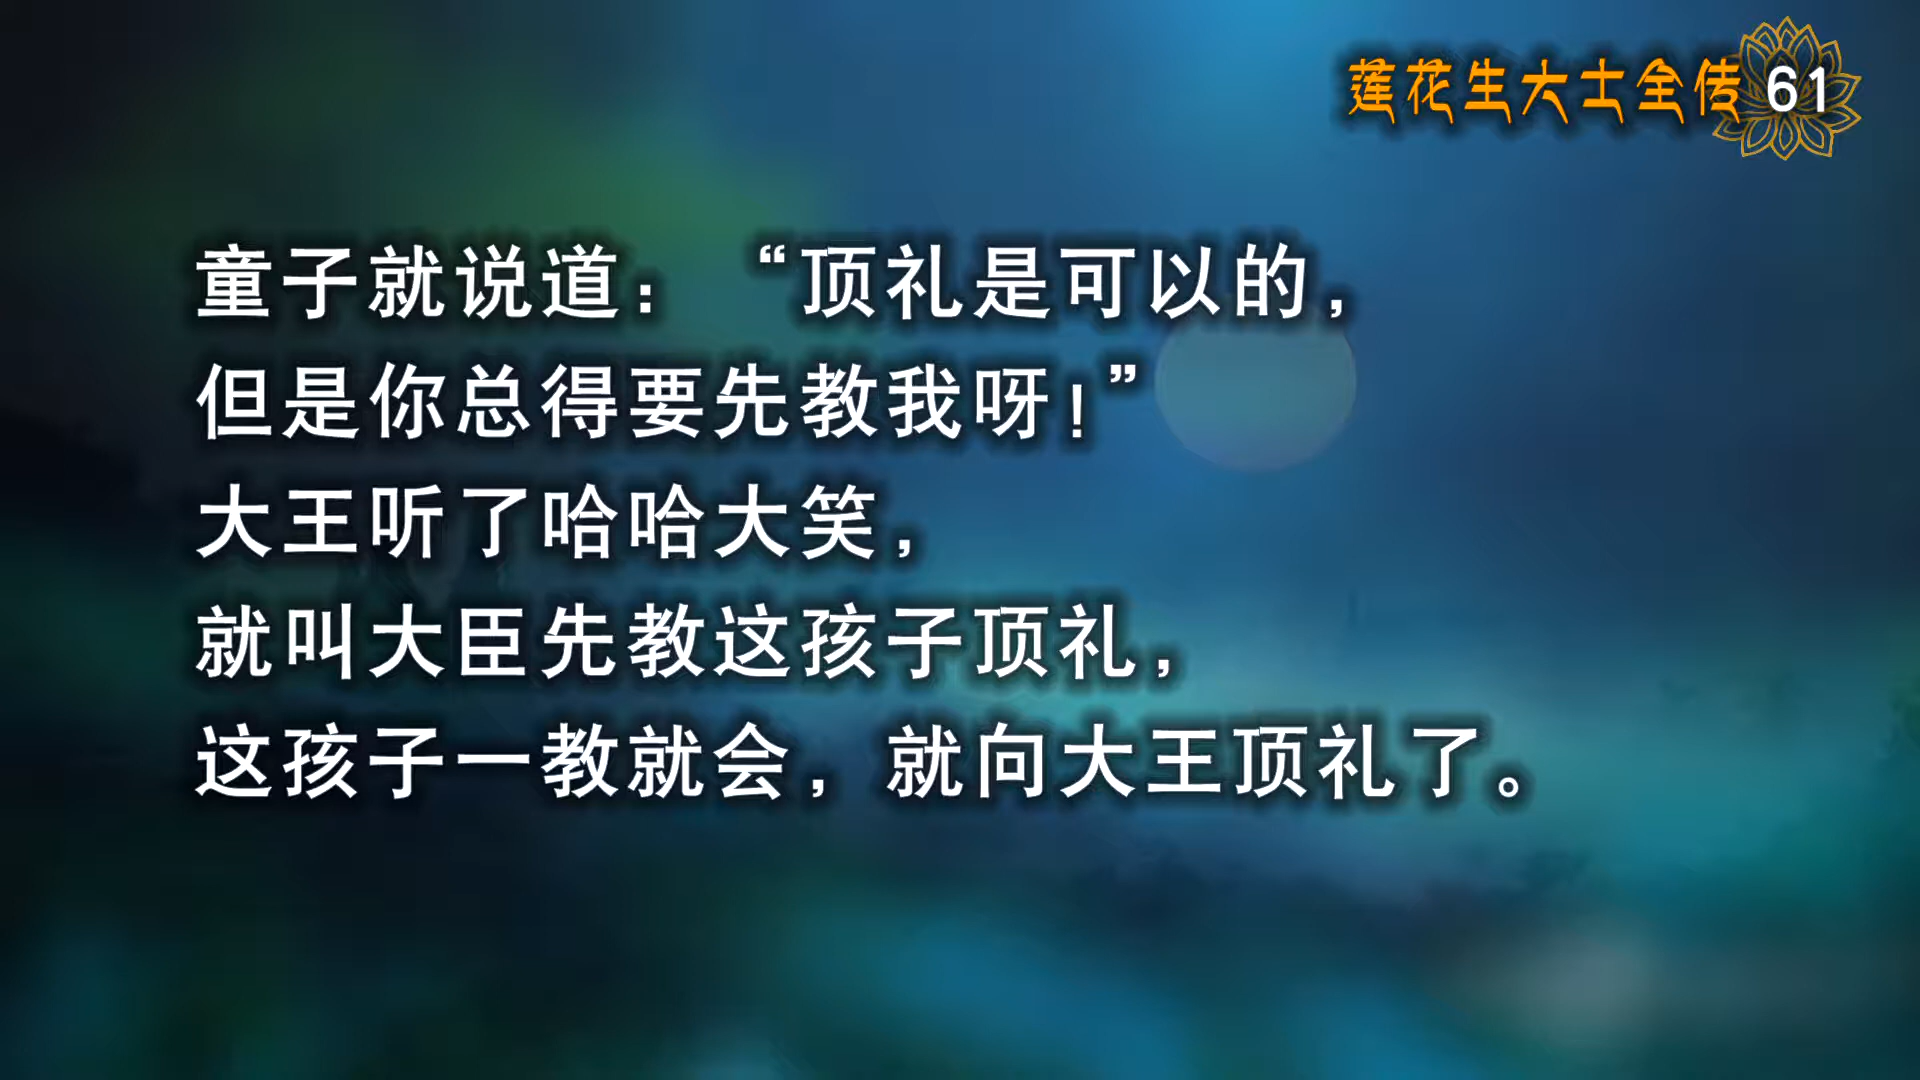 莲花生大士全传 61
童子就说道：“顶礼是可以的，
但是你总得要先教我呀！”
大王听了哈哈大笑，
就叫大臣先教这孩子顶礼，
这孩子一教就会，就向大王顶礼了。